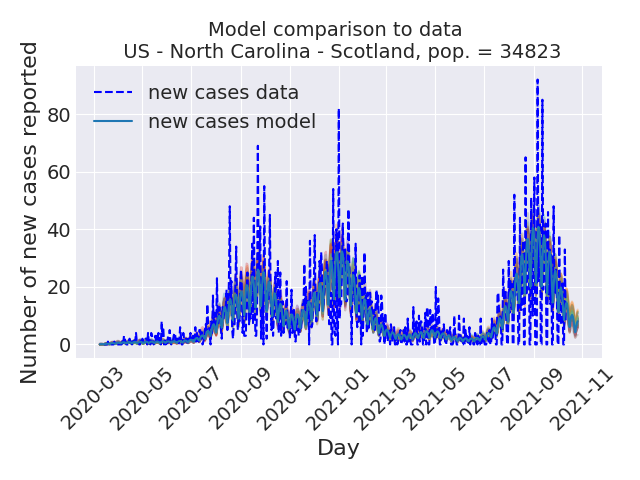 Model comparison to data
US - North Carolina - Scotland, pop. = 34823
new cases data
new cases model
Number of new cases reported
80
60
40
20
0
2020-03
2020-05
2020-07
2020-09
2020-11
2021-01
2021-03
2021-05
2021-07
2021-09
2021-11
Day